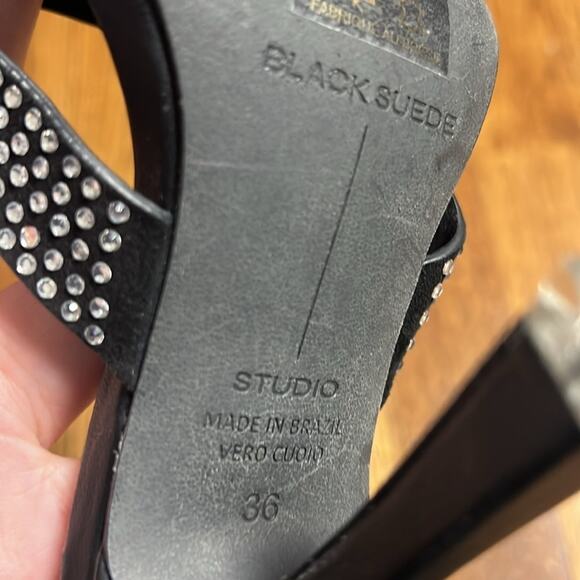 BLACK SUEDE
STUDIO
MADE IN BRAZIL
VERO CUOIO
36